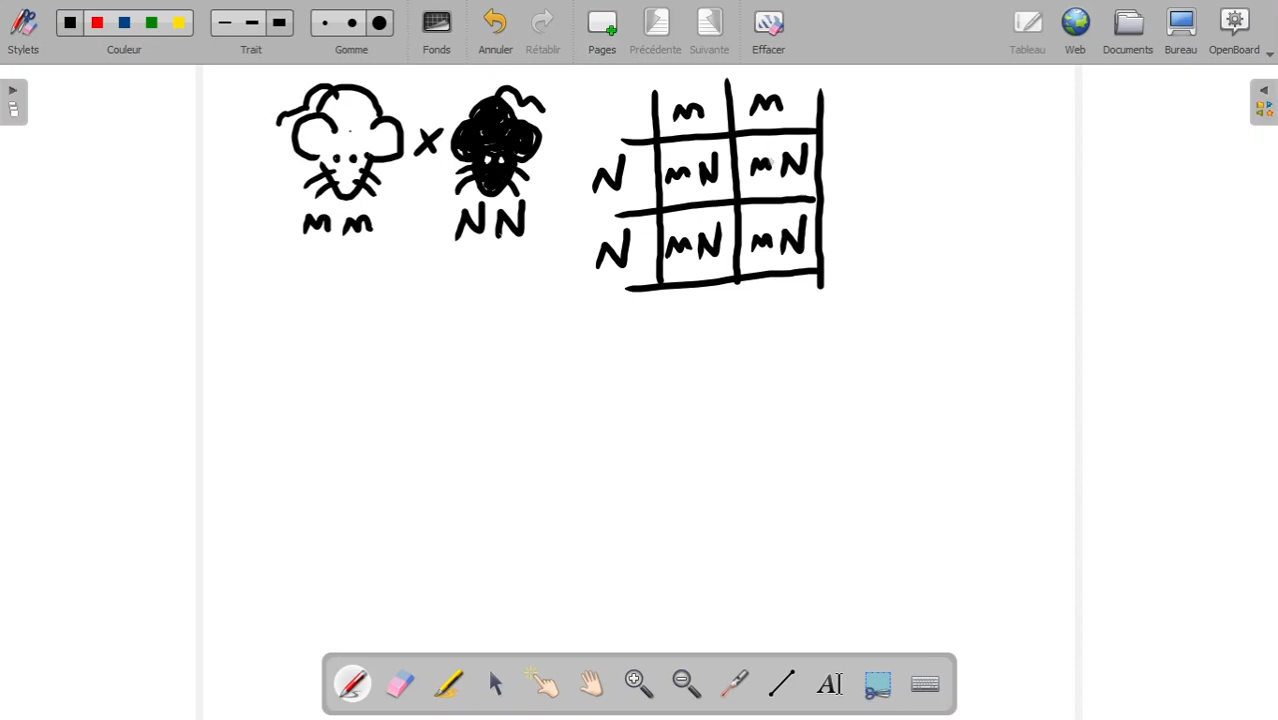 Stylets Couleur Trait Gomme Fonds Annuler Rétablir Pages Précédente Suivante Effacer Tableau Web Documents Bureau OpenBoard
m m
x
N mN mN
m m N N
N mN mN
A